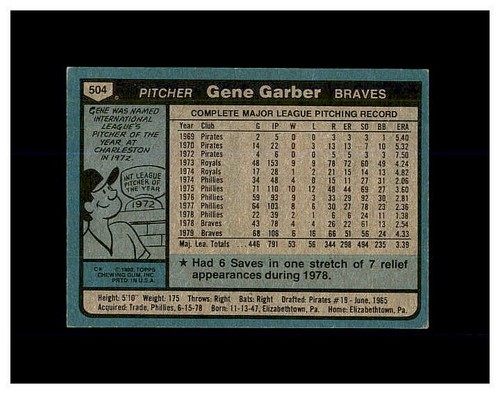 504 PITCHER Gene Garber BRAVES
GENE WAS NAMED
INTERNATIONAL
LEAGUE'S
PITCHER OF THE
YEAR AT
CHARLESTON
IN 1972.
INT. LEAGUE
PITCHER OF
THE YEAR
1972
COMPLETE MAJOR LEAGUE PITCHING RECORD
Year Club G IP W L R ER SO BB ERA
1969 Pirates 2 5 0 0 3 3 3 1 5.40
1970 Pirates 14 22 0 3 13 13 7 10 5.32
1972 Pirates 4 6 0 0 5 5 3 3 7.50
1973 Royals 48 153 9 9 78 72 60 49 4.24
1974 Royals 17 28 1 2 21 15 14 13 4.82
1974 Phillies 34 48 4 0 15 11 27 31 2.06
1975 Phillies 71 110 10 12 48 44 69 27 3.60
1976 Phillies 59 93 9 3 33 29 92 30 2.81
1977 Phillies 64 103 8 6 30 27 78 23 2.36
1978 Phillies 22 39 2 1 6 6 24 11 1.38
1978 Braves 43 78 4 4 26 22 61 13 2.54
1979 Braves 68 106 6 16 66 51 56 24 4.33
Maj. Lea. Totals 446 791 53 56 344 298 494 235 3.39
★ Had 6 Saves in one stretch of 7 relief
appearances during 1978.
© 1980 TOPPS
CHEWING GUM, INC.
PRTD. IN U.S.A.
Height: 5'10" Weight: 175 Throws: Right Bats: Right Drafted: Pirates #19 - June, 1965
Acquired: Trade, Phillies, 6-15-78 Born: 11-13-47, Elizabethtown, Pa. Home: Elizabethtown, Pa.